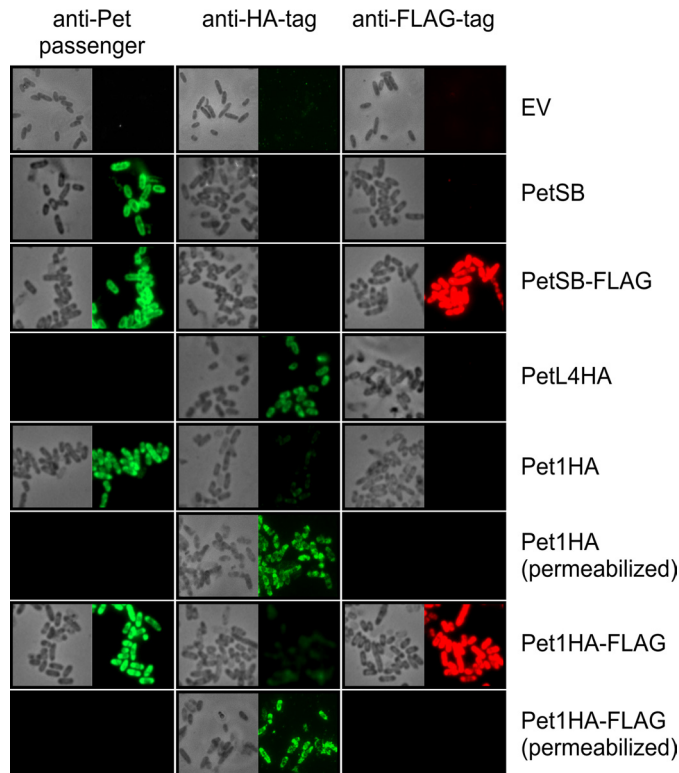 anti-Pet
passenger
anti-HA-tag
anti-FLAG-tag
EV
PetSB
PetSB-FLAG
PetL4HA
Pet1HA
Pet1HA
(permeabilized)
Pet1HA-FLAG
Pet1HA-FLAG
(permeabilized)